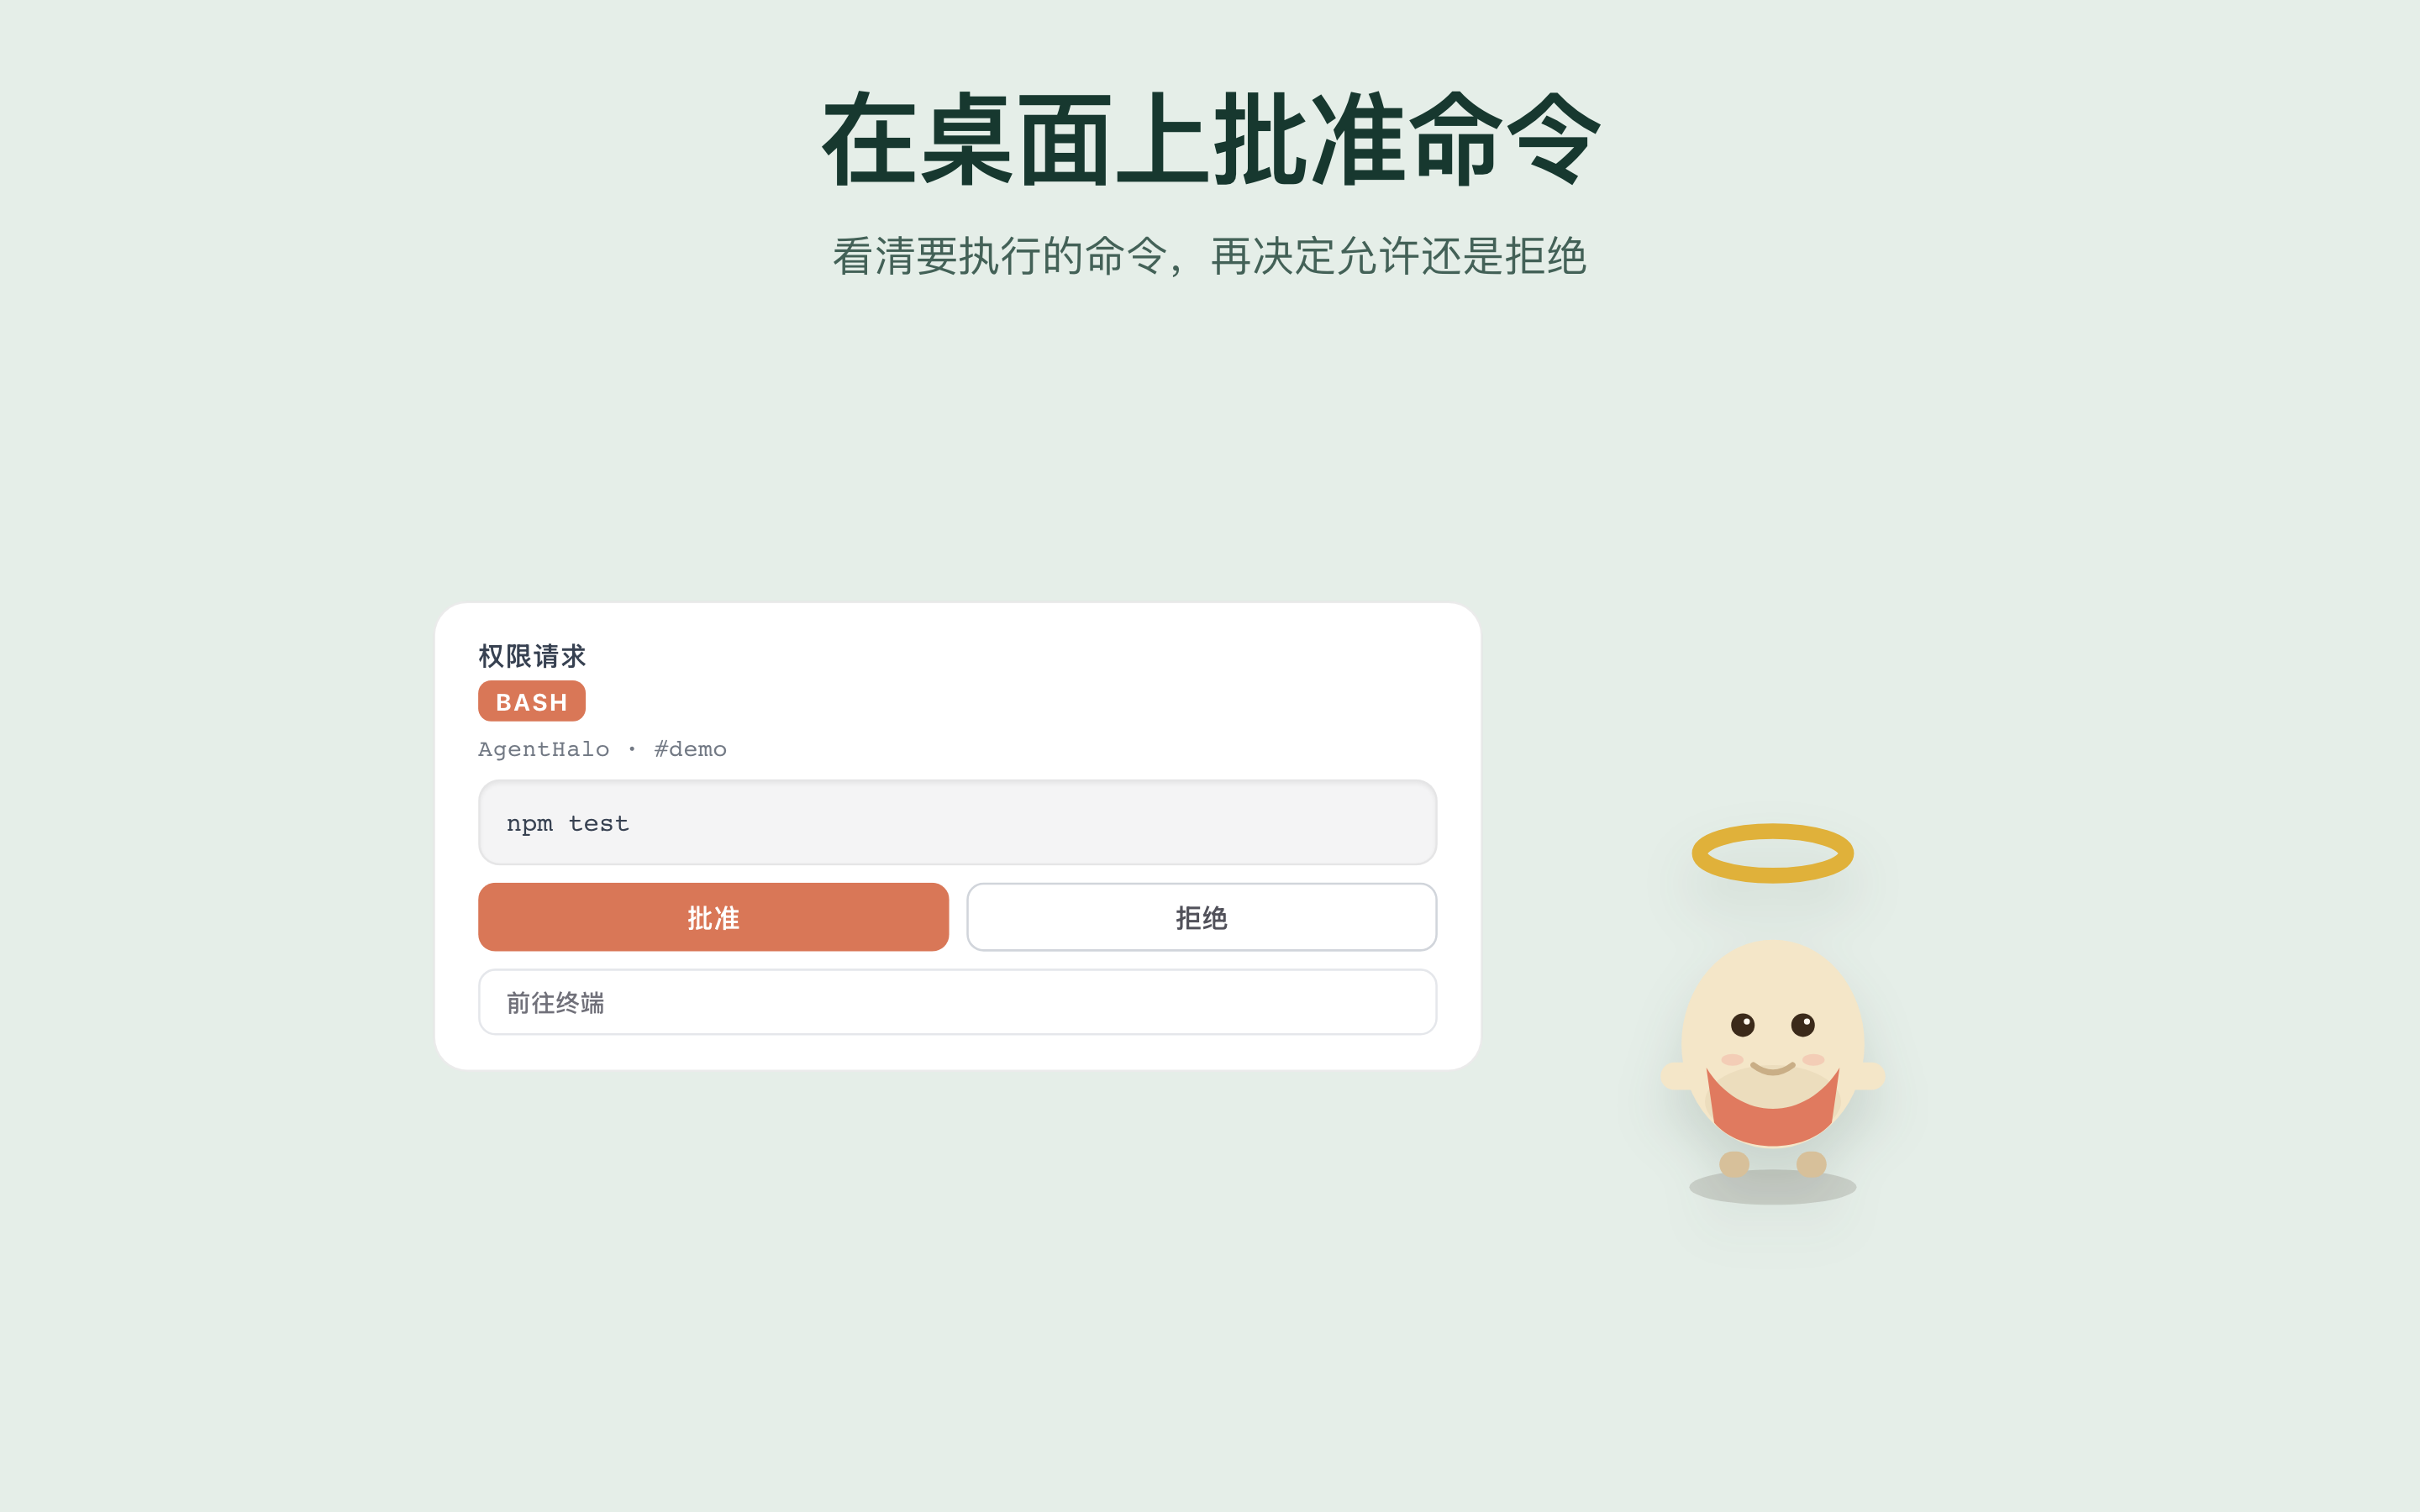 在桌面上批准命令
看清要执行的命令，再决定允许还是拒绝
权限请求
BASH
AgentHalo · #demo
npm test
批准
拒绝
前往终端